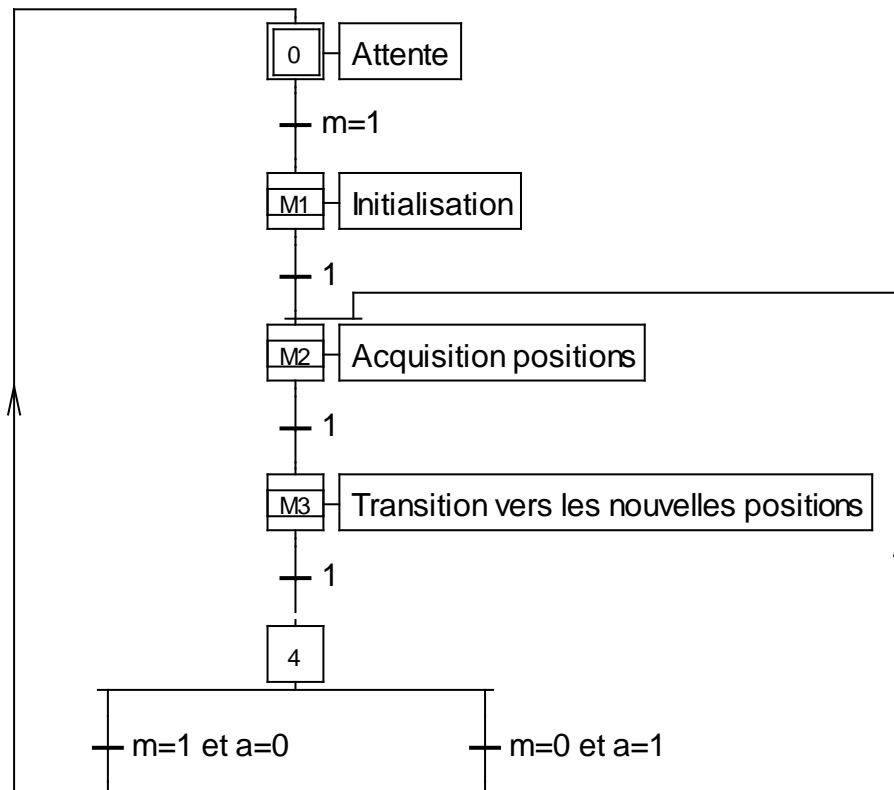 0 Attente
m=1
M1 Initialisation
1
M2 Acquisition positions
1
M3 Transition vers les nouvelles positions
1
4
m=1 et a=0 m=0 et a=1